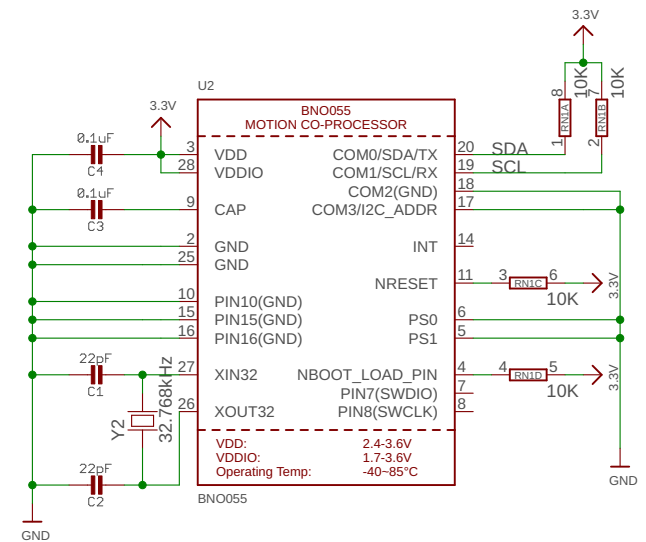 3.3V
10K
10K
8
7
RN1A
RN1B
1
2
U2
3.3V
BNO055
MOTION CO-PROCESSOR
0.1uF
C4
3
VDD
COM0/SDA/TX
20
SDA
28
VDDIO
COM1/SCL/RX
19
SCL
COM2(GND)
18
0.1uF
C3
9
CAP
COM3/I2C_ADDR
17
2
GND
INT
14
25
GND
NRESET
11
3
RN1C
6
10K
3.3V
10
PIN10(GND)
15
PIN15(GND)
PS0
6
16
PIN16(GND)
PS1
5
22pF
C1
27
XIN32
NBOOT_LOAD_PIN
4
4
RN1D
5
10K
3.3V
PIN7(SWDIO)
7
26
XOUT32
PIN8(SWCLK)
8
Y2
32.768kHz
VDD: 2.4-3.6V
VDDIO: 1.7-3.6V
Operating Temp: -40~85°C
22pF
C2
BNO055
GND
GND